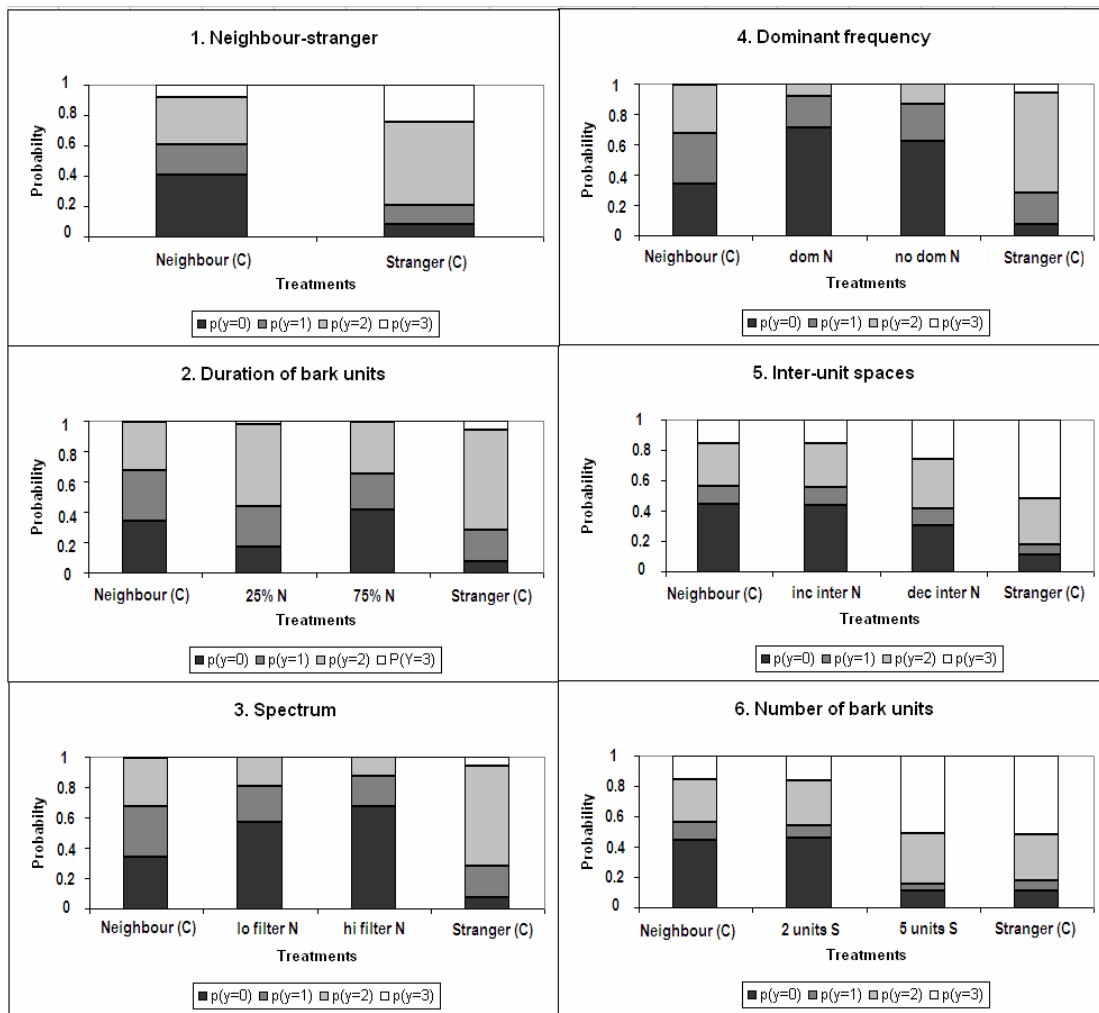 1. Neighbour-stranger
1
0.8
0.6
0.4
0.2
0
Probability
Neighbour (C) Stranger (C)
Treatments
p(y=0) p(y=1) p(y=2) p(y=3)
2. Duration of bark units
1
0.8
0.6
0.4
0.2
0
Probability
Neighbour (C) 25% N 75% N Stranger (C)
Treatments
p(y=0) p(y=1) p(y=2) P(Y=3)
3. Spectrum
1
0.8
0.6
0.4
0.2
0
Probability
Neighbour (C) lo filter N hi filter N Stranger (C)
Treatments
p(y=0) p(y=1) p(y=2) p(y=3)
4. Dominant frequency
1
0.8
0.6
0.4
0.2
0
Probability
Neighbour (C) dom N no dom N Stranger (C)
Treatments
p(y=0) p(y=1) p(y=2) p(y=3)
5. Inter-unit spaces
1
0.8
0.6
0.4
0.2
0
Probability
Neighbour (C) inc inter N dec inter N Stranger (C)
Treatments
p(y=0) p(y=1) p(y=2) p(y=3)
6. Number of bark units
1
0.8
0.6
0.4
0.2
0
Probability
Neighbour (C) 2 units S 5 units S Stranger (C)
Treatments
p(y=0) p(y=1) p(y=2) p(y=3)